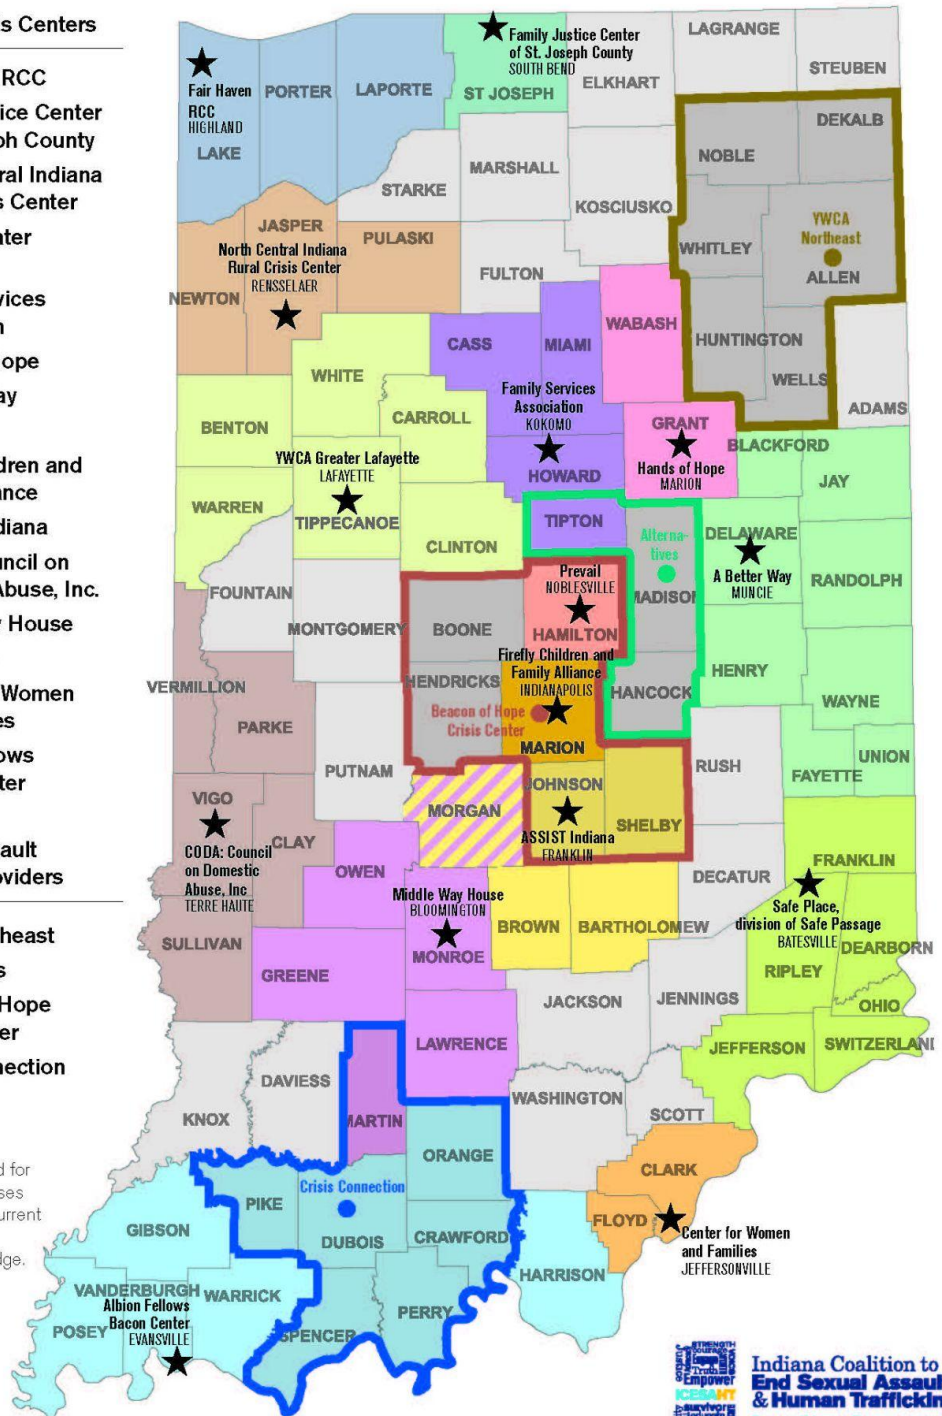 s Centers
RCC
ice Center
ph County
ral Indiana
s Center
nter
vices
n
ope
ay
dren and
ance
diana
uncil on
Abuse, Inc.
y House
Women
es
ows
ter
ault
oviders
heast
s
Hope
er
nection
d for
ses
urrent
dge.
Fair Haven
RCC
HIGHLAND
LAKE
PORTER
LAPORTE
Family Justice Center
of St. Joseph County
SOUTH BEND
ST JOSEPH
ELKHART
LAGRANGE
STEUBEN
STARKE
MARSHALL
KOSCIUSKO
NOBLE
DEKALB
WHITLEY
YWCA
Northeast
ALLEN
HUNTINGTON
WELLS
ADAMS
JASPER
North Central Indiana
Rural Crisis Center
RENSSELAER
NEWTON
PULASKI
FULTON
WABASH
CASS
MIAMI
Family Services
Association
KOKOMO
HOWARD
WHITE
CARROLL
BENTON
YWCA Greater Lafayette
LAFAYETTE
TIPPECANOE
WARREN
CLINTON
GRANT
Hands of Hope
MARION
BLACKFORD
JAY
TIPTON
Alterna-
tives
MADISON
DELAWARE
A Better Way
MUNCIE
RANDOLPH
FOUNTAIN
MONTGOMERY
BOONE
Prevail
NOBLESVILLE
HAMILTON
Firefly Children and
Family Alliance
INDIANAPOLIS
HENDRICKS
Beacon of Hope
Crisis Center
MARION
HANCOCK
HENRY
WAYNE
VERMILLION
PARKE
PUTNAM
RUSH
FAYETTE
UNION
VIGO
CODA: Council
on Domestic
Abuse, Inc
TERRE HAUTE
CLAY
OWEN
MORGAN
JOHNSON
ASSIST Indiana
FRANKLIN
SHELBY
DECATUR
FRANKLIN
Safe Place,
division of Safe Passage
BATESVILLE
SULLIVAN
GREENE
Middle Way House
BLOOMINGTON
MONROE
BROWN
BARTHOLOMEW
RIPLEY
DEARBORN
OHIO
JACKSON
JENNINGS
JEFFERSON
SWITZERLAND
LAWRENCE
KNOX
DAVIESS
MARTIN
WASHINGTON
SCOTT
ORANGE
CLARK
FLOYD
Center for Women
and Families
JEFFERSONVILLE
PIKE
Crisis Connection
DUBOIS
CRAWFORD
HARRISON
GIBSON
VANDERBURGH
WARRICK
Albion Fellows
Bacon Center
EVANSVILLE
POSEY
SPENCER
PERRY
STRENGTH
Courage
Truth
Empower
ICESAHT
survivor
Indiana Coalition to
End Sexual Assaul
& Human Traffickin